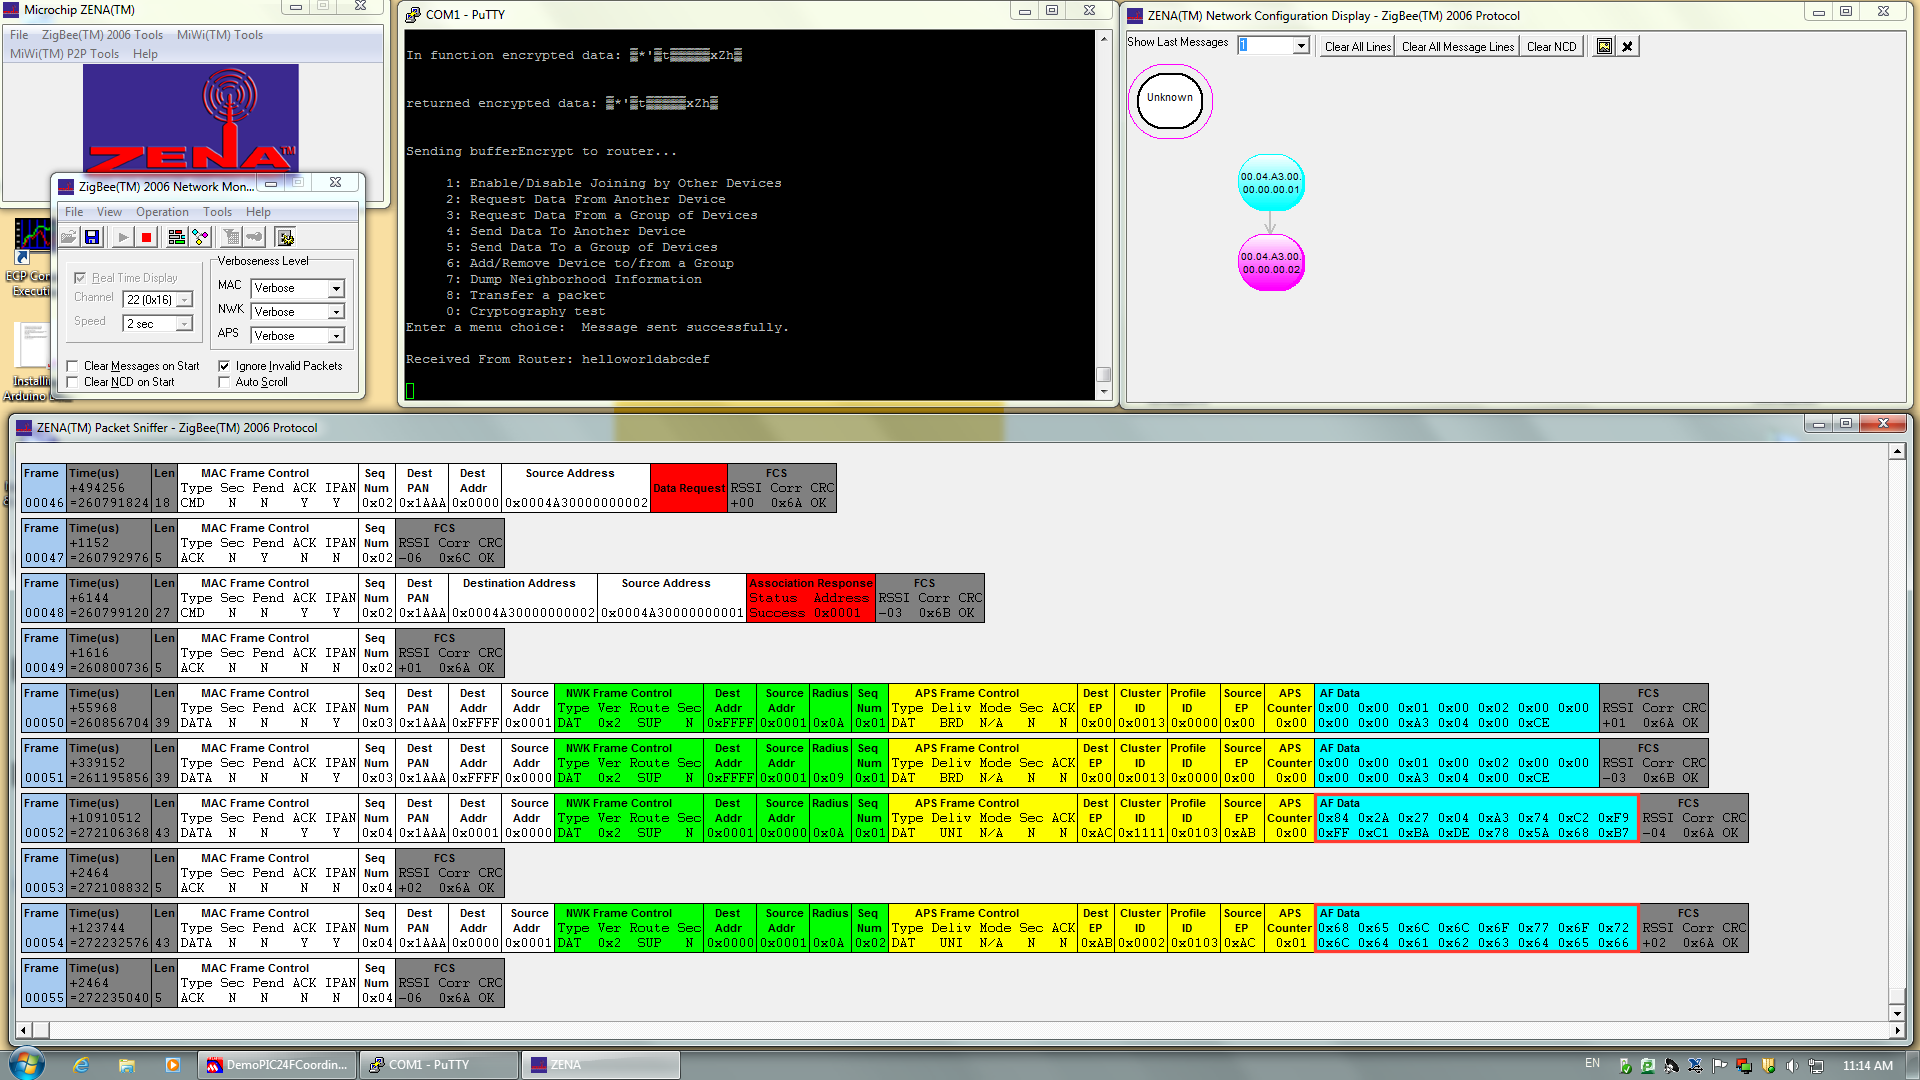 Microchip ZENA(TM)
File ZigBee(TM) 2006 Tools MiWi(TM) Tools
MiWi(TM) P2P Tools Help
ZENA™
ZigBee(TM) 2006 Network Mon...
File View Operation Tools Help
Real Time Display
Channel 22 (0x16)
Speed 2 sec
Verboseness Level
MAC Verbose
NWK Verbose
APS Verbose
Clear Messages on Start
Ignore Invalid Packets
Clear NCD on Start
Auto Scroll
ECP Con
Executi
Installi
Arduino
COM1 - PuTTY
In function encrypted data: ▒*'▒t▒▒▒▒▒xZh▒
returned encrypted data: ▒*'▒t▒▒▒▒▒xZh▒
Sending bufferEncrypt to router...
1: Enable/Disable Joining by Other Devices
2: Request Data From Another Device
3: Request Data From a Group of Devices
4: Send Data To Another Device
5: Send Data To a Group of Devices
6: Add/Remove Device to/from a Group
7: Dump Neighborhood Information
8: Transfer a packet
0: Cryptography test
Enter a menu choice:  Message sent successfully.
Received From Router: helloworldabcdef
ZENA(TM) Network Configuration Display - ZigBee(TM) 2006 Protocol
Show Last Messages 1 Clear All Lines Clear All Message Lines Clear NCD
Unknown
00.04.A3.00.
00.00.00.01
00.04.A3.00.
00.00.00.02
ZENA(TM) Packet Sniffer - ZigBee(TM) 2006 Protocol
Frame Time(us) Len MAC Frame Control Seq Dest Dest Source Address Data Request FCS
+494256 Type Sec Pend ACK IPAN Num PAN Addr RSSI Corr CRC
00046 =260791824 18 CMD N N Y Y 0x02 0x1AAA 0x0000 0x0004A30000000002 +00 0x6A OK
Frame Time(us) Len MAC Frame Control Seq FCS
+1152 Type Sec Pend ACK IPAN Num RSSI Corr CRC
00047 =260792976 5 ACK N Y N N 0x02 -06 0x6C OK
Frame Time(us) Len MAC Frame Control Seq Dest Destination Address Source Address Association Response FCS
+6144 Type Sec Pend ACK IPAN Num PAN Status Address RSSI Corr CRC
00048 =260799120 27 CMD N N Y Y 0x02 0x1AAA 0x0004A30000000002 0x0004A30000000001 Success 0x0001 -03 0x6B OK
Frame Time(us) Len MAC Frame Control Seq FCS
+1616 Type Sec Pend ACK IPAN Num RSSI Corr CRC
00049 =260800736 5 ACK N N N N 0x02 +01 0x6A OK
Frame Time(us) Len MAC Frame Control Seq Dest Dest Source NWK Frame Control Dest Source Radius Seq APS Frame Control Dest Cluster Profile Source APS AF Data FCS
+55968 Type Sec Pend ACK IPAN Num PAN Addr Addr Type Ver Route Sec Addr Addr Num Type Deliv Mode Sec ACK EP ID ID EP Counter 0x00 0x00 0x01 0x00 0x02 0x00 0x00 RSSI Corr CRC
00050 =260856704 39 DATA N N N Y 0x03 0x1AAA 0xFFFF 0x0001 DAT 0x2 SUP N 0xFFFF 0x0001 0x0A 0x01 DAT BRD N/A N N 0x00 0x0013 0x0000 0x00 0x00 0x00 0x00 0xA3 0x04 0x00 0xCE +01 0x6A OK
Frame Time(us) Len MAC Frame Control Seq Dest Dest Source NWK Frame Control Dest Source Radius Seq APS Frame Control Dest Cluster Profile Source APS AF Data FCS
+339152 Type Sec Pend ACK IPAN Num PAN Addr Addr Type Ver Route Sec Addr Addr Num Type Deliv Mode Sec ACK EP ID ID EP Counter 0x00 0x00 0x01 0x00 0x02 0x00 0x00 RSSI Corr CRC
00051 =261195856 39 DATA N N N Y 0x03 0x1AAA 0xFFFF 0x0000 DAT 0x2 SUP N 0xFFFF 0x0001 0x09 0x01 DAT BRD N/A N N 0x00 0x0013 0x0000 0x00 0x00 0x00 0x00 0xA3 0x04 0x00 0xCE -03 0x6B OK
Frame Time(us) Len MAC Frame Control Seq Dest Dest Source NWK Frame Control Dest Source Radius Seq APS Frame Control Dest Cluster Profile Source APS AF Data FCS
+10910512 Type Sec Pend ACK IPAN Num PAN Addr Addr Type Ver Route Sec Addr Addr Num Type Deliv Mode Sec ACK EP ID ID EP Counter 0x84 0x2A 0x27 0x04 0xA3 0x74 0xC2 0xF9 RSSI Corr CRC
00052 =272106368 43 DATA N N Y Y 0x04 0x1AAA 0x0001 0x0000 DAT 0x2 SUP N 0x0001 0x0000 0x0A 0x01 DAT UNI N/A N N 0xAC 0x1111 0x0103 0xAB 0x00 0xFF 0xC1 0xBA 0xDE 0x78 0x5A 0x68 0xB7 -04 0x6A OK
Frame Time(us) Len MAC Frame Control Seq FCS
+2464 Type Sec Pend ACK IPAN Num RSSI Corr CRC
00053 =272108832 5 ACK N N N N 0x04 +02 0x6A OK
Frame Time(us) Len MAC Frame Control Seq Dest Dest Source NWK Frame Control Dest Source Radius Seq APS Frame Control Dest Cluster Profile Source APS AF Data FCS
+123744 Type Sec Pend ACK IPAN Num PAN Addr Addr Type Ver Route Sec Addr Addr Num Type Deliv Mode Sec ACK EP ID ID EP Counter 0x68 0x65 0x6C 0x6C 0x6F 0x77 0x6F 0x72 RSSI Corr CRC
00054 =272232576 43 DATA N N Y Y 0x04 0x1AAA 0x0000 0x0001 DAT 0x2 SUP N 0x0000 0x0001 0x0A 0x02 DAT UNI N/A N N 0xAB 0x0002 0x0103 0xAC 0x01 0x6C 0x64 0x61 0x62 0x63 0x64 0x65 0x66 +02 0x6A OK
Frame Time(us) Len MAC Frame Control Seq FCS
+2464 Type Sec Pend ACK IPAN Num RSSI Corr CRC
00055 =272235040 5 ACK N N N N 0x04 -06 0x6A OK
DemoPIC24FCoordin... COM1 - PuTTY ZENA EN 11:14 AM